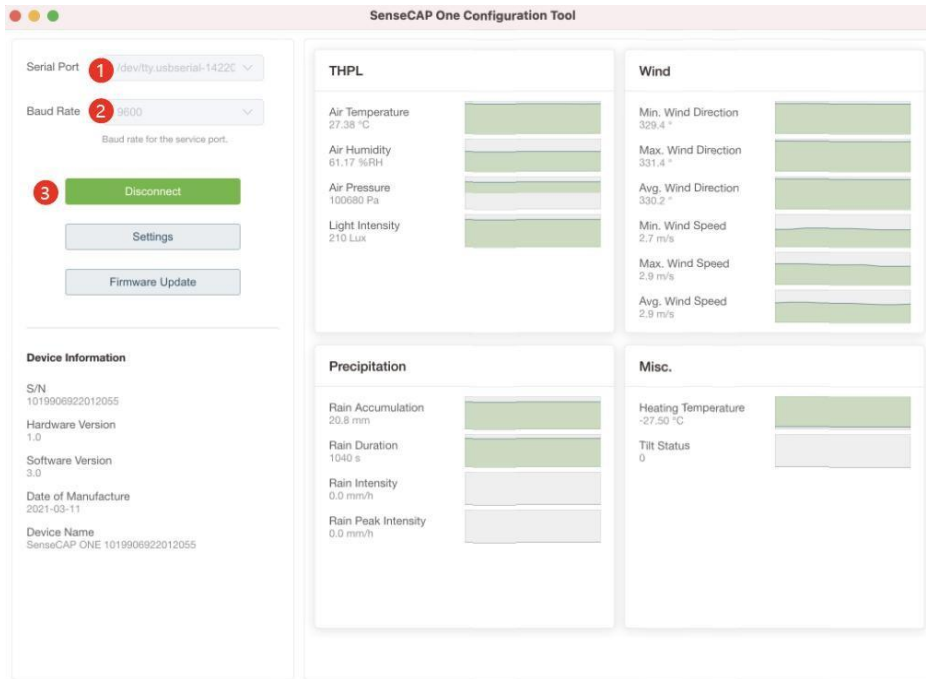 SenseCAP One Configuration Tool
Serial Port
1
/dev/tty.usbserial-1422C
Baud Rate
2
9600
Baud rate for the service port.
3
Disconnect
Settings
Firmware Update
Device Information
S/N
1019906922012055
Hardware Version
1.0
Software Version
3.0
Date of Manufacture
2021-03-11
Device Name
SenseCAP ONE 1019906922012055
THPL
Air Temperature
27.38 °C
Air Humidity
61.17 %RH
Air Pressure
100680 Pa
Light Intensity
210 Lux
Wind
Min. Wind Direction
329.4 °
Max. Wind Direction
331.4 °
Avg. Wind Direction
330.2 °
Min. Wind Speed
2.7 m/s
Max. Wind Speed
2.9 m/s
Avg. Wind Speed
2.9 m/s
Precipitation
Rain Accumulation
20.8 mm
Rain Duration
1040 s
Rain Intensity
0.0 mm/h
Rain Peak Intensity
0.0 mm/h
Misc.
Heating Temperature
-27.50 °C
Tilt Status
0